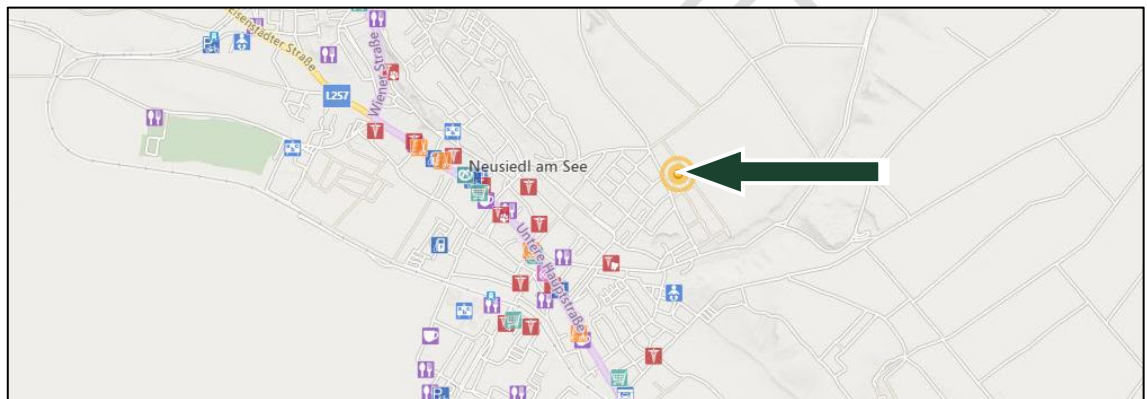 Eisenstädter Straße
Wiener Straße
L257
Neusiedl am See
Untere Hauptstraße